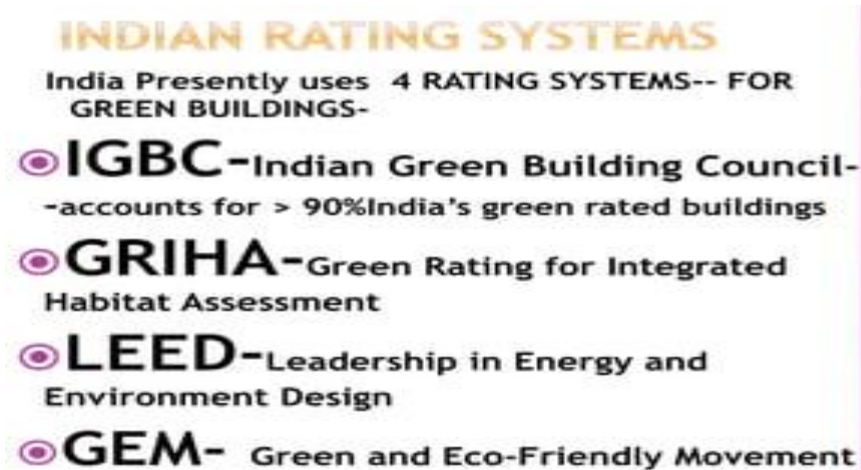 INDIAN RATING SYSTEMS
India Presently uses 4 RATING SYSTEMS-- FOR
GREEN BUILDINGS-
IGBC-Indian Green Building Council-
-accounts for > 90%India's green rated buildings
GRIHA-Green Rating for Integrated
Habitat Assessment
LEED-Leadership in Energy and
Environment Design
GEM- Green and Eco-Friendly Movement